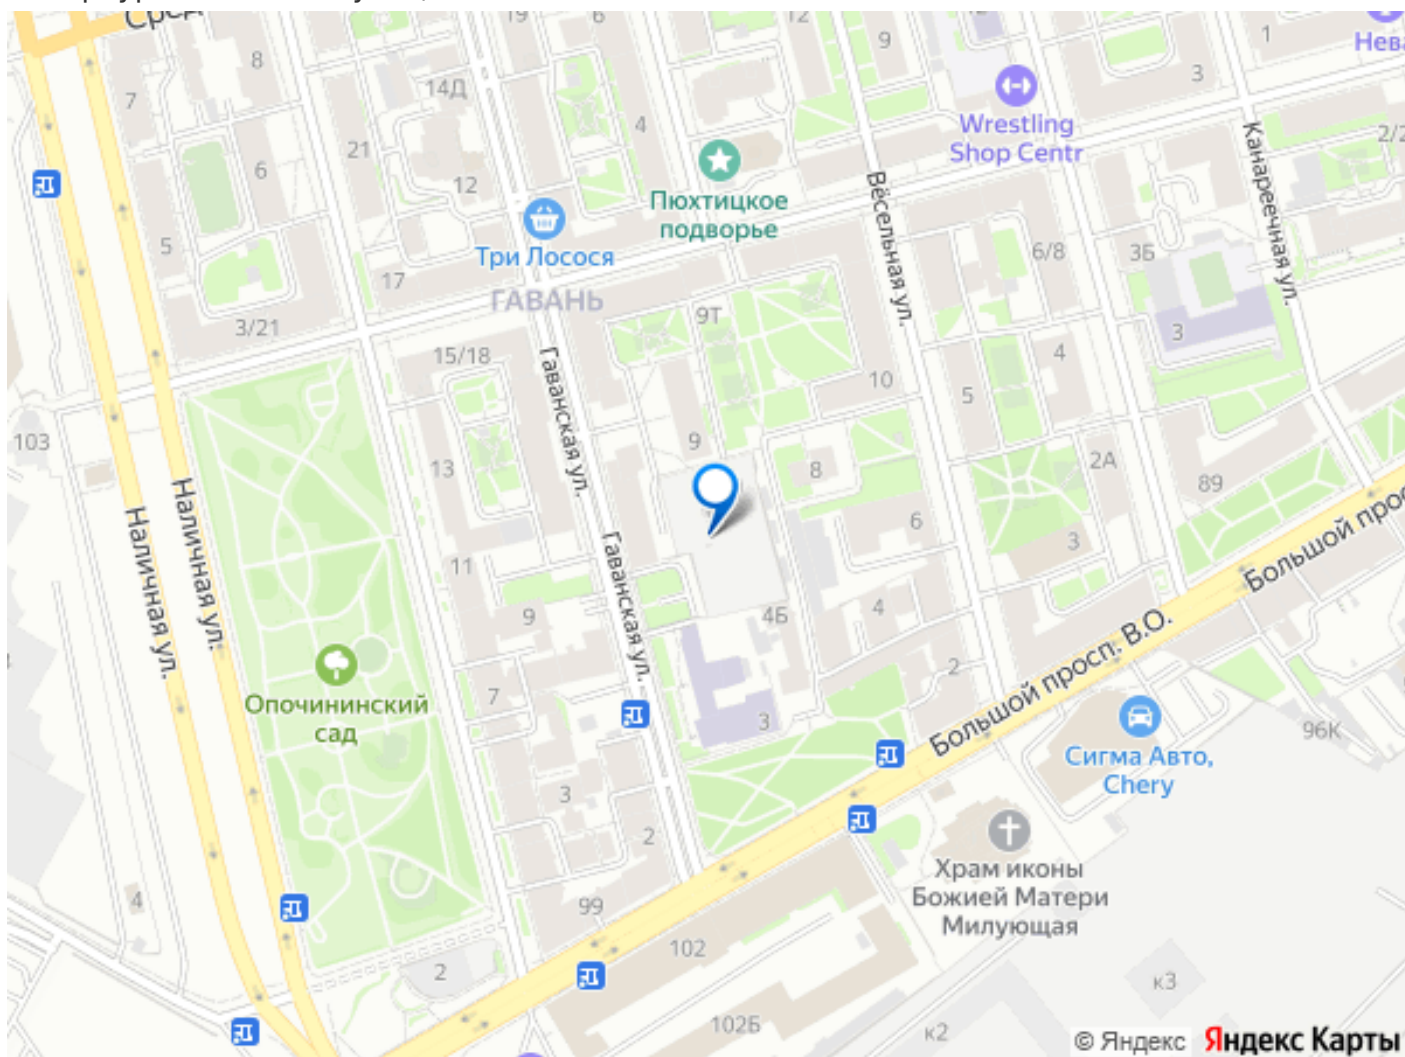 19
6
12
9
1
8
14Д
3
7
4
Wrestling
Shop Centr
2/2
21
6
12
Канареечная ул.
Вёсельная ул.
Пюхтицкое
подворье
5
Три Лосося
6/8
3Б
17
ГАВАНЬ
3/21
9Т
3
15/18
4
Гаванская ул.
10
5
103
13
9
8
2А
89
Наличная ул.
Наличная ул.
6
3
Большой
11
Гаванская ул.
9
4Б
4
Большой просп. В.О.
2
Опочининский
сад
7
3
96К
Сигма Авто,
Chery
3
2
Храм иконы
Божией Матери
Милующая
4
99
102
2
к3
102Б
к2
© Яндекс Яндекс Карты